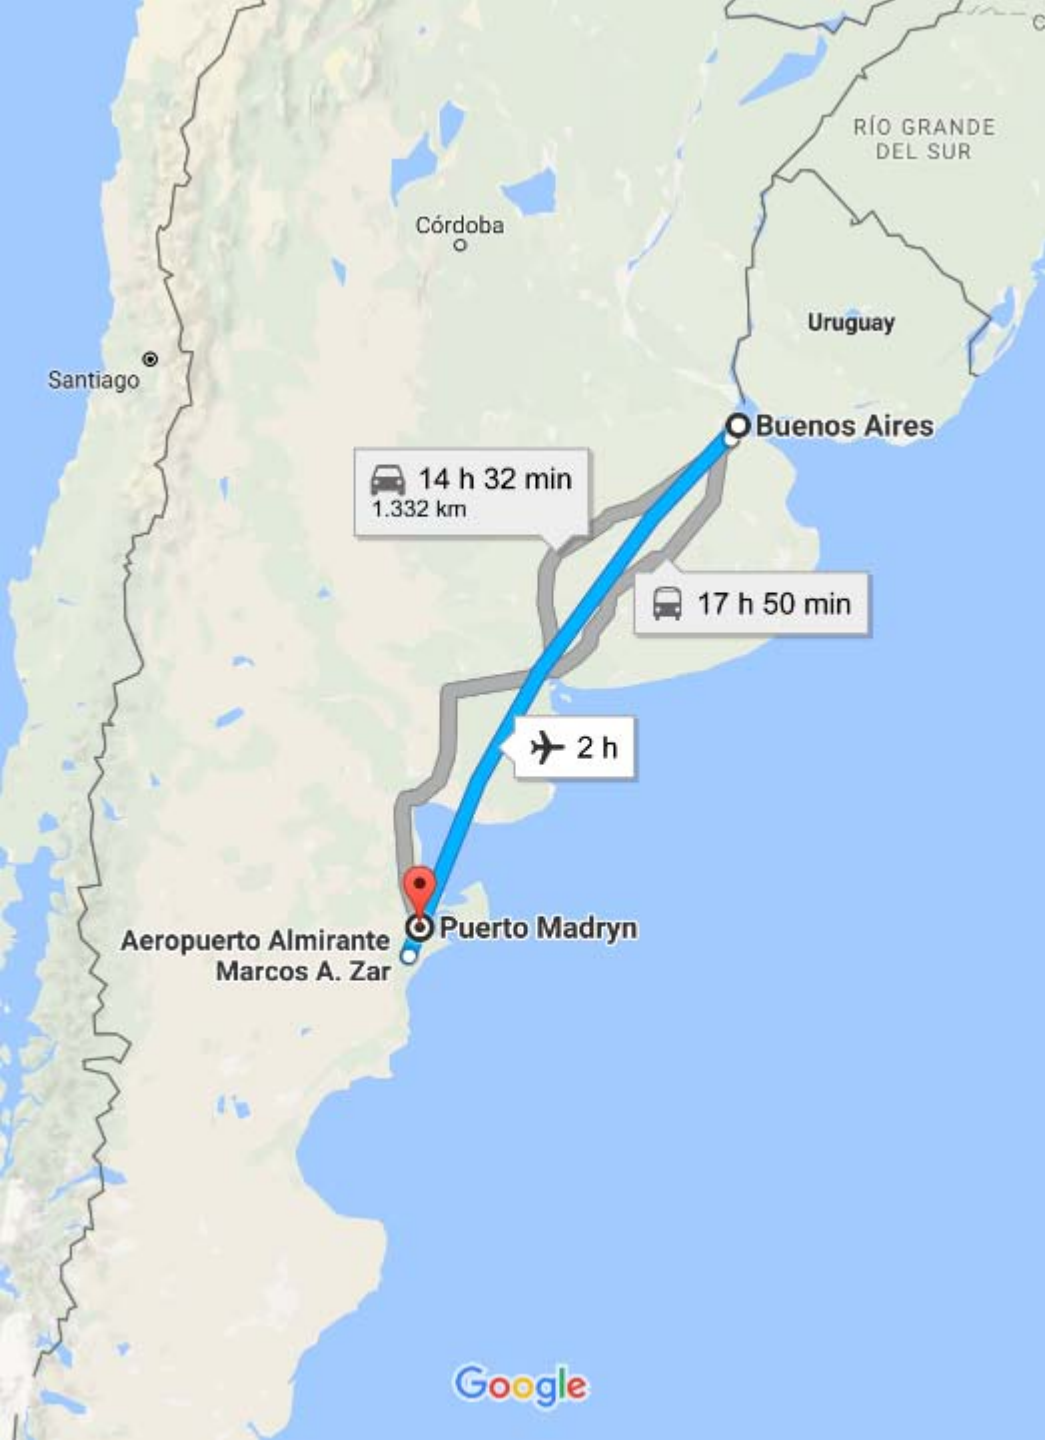 RÍO GRANDE
DEL SUR
Córdoba
Uruguay
Santiago
Buenos Aires
14 h 32 min
1.332 km
17 h 50 min
2 h
Puerto Madryn
Aeropuerto Almirante
Marcos A. Zar
Google